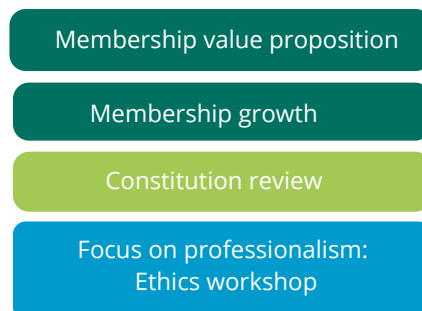 Membership value proposition
Membership growth
Constitution review
Focus on professionalism:
Ethics workshop